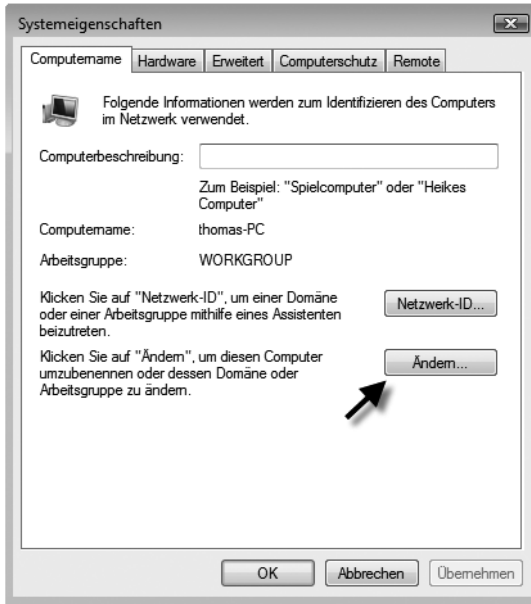 Systemeigenschaften
Computername Hardware Erweitert Computerschutz Remote
Folgende Informationen werden zum Identifizieren des Computers
im Netzwerk verwendet.
Computerbeschreibung:
Zum Beispiel: "Spielcomputer" oder "Heikes
Computer"
Computername: thomas-PC
Arbeitsgruppe: WORKGROUP
Klicken Sie auf "Netzwerk-ID", um einer Domäne
oder einer Arbeitsgruppe mithilfe eines Assistenten
beizutreten.
Netzwerk-ID...
Klicken Sie auf "Ändern", um diesen Computer
umzubenennen oder dessen Domäne oder
Arbeitsgruppe zu ändern.
Ändern...
OK Abbrechen Übernehmen